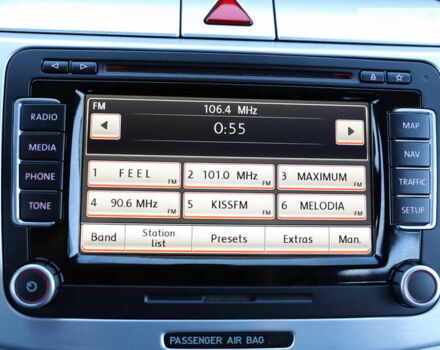 RADIO
MEDIA
PHONE
TONE
FM
106.4 MHz
0:55
1 FEEL FM
2 101.0 MHz FM
3 MAXIMUM FM
4 90.6 MHz FM
5 KISSFM FM
6 MELODIA FM
Band
Station list
Presets
Extras
Man.
MAP
NAV
TRAFFIC
SETUP
PASSENGER AIR BAG